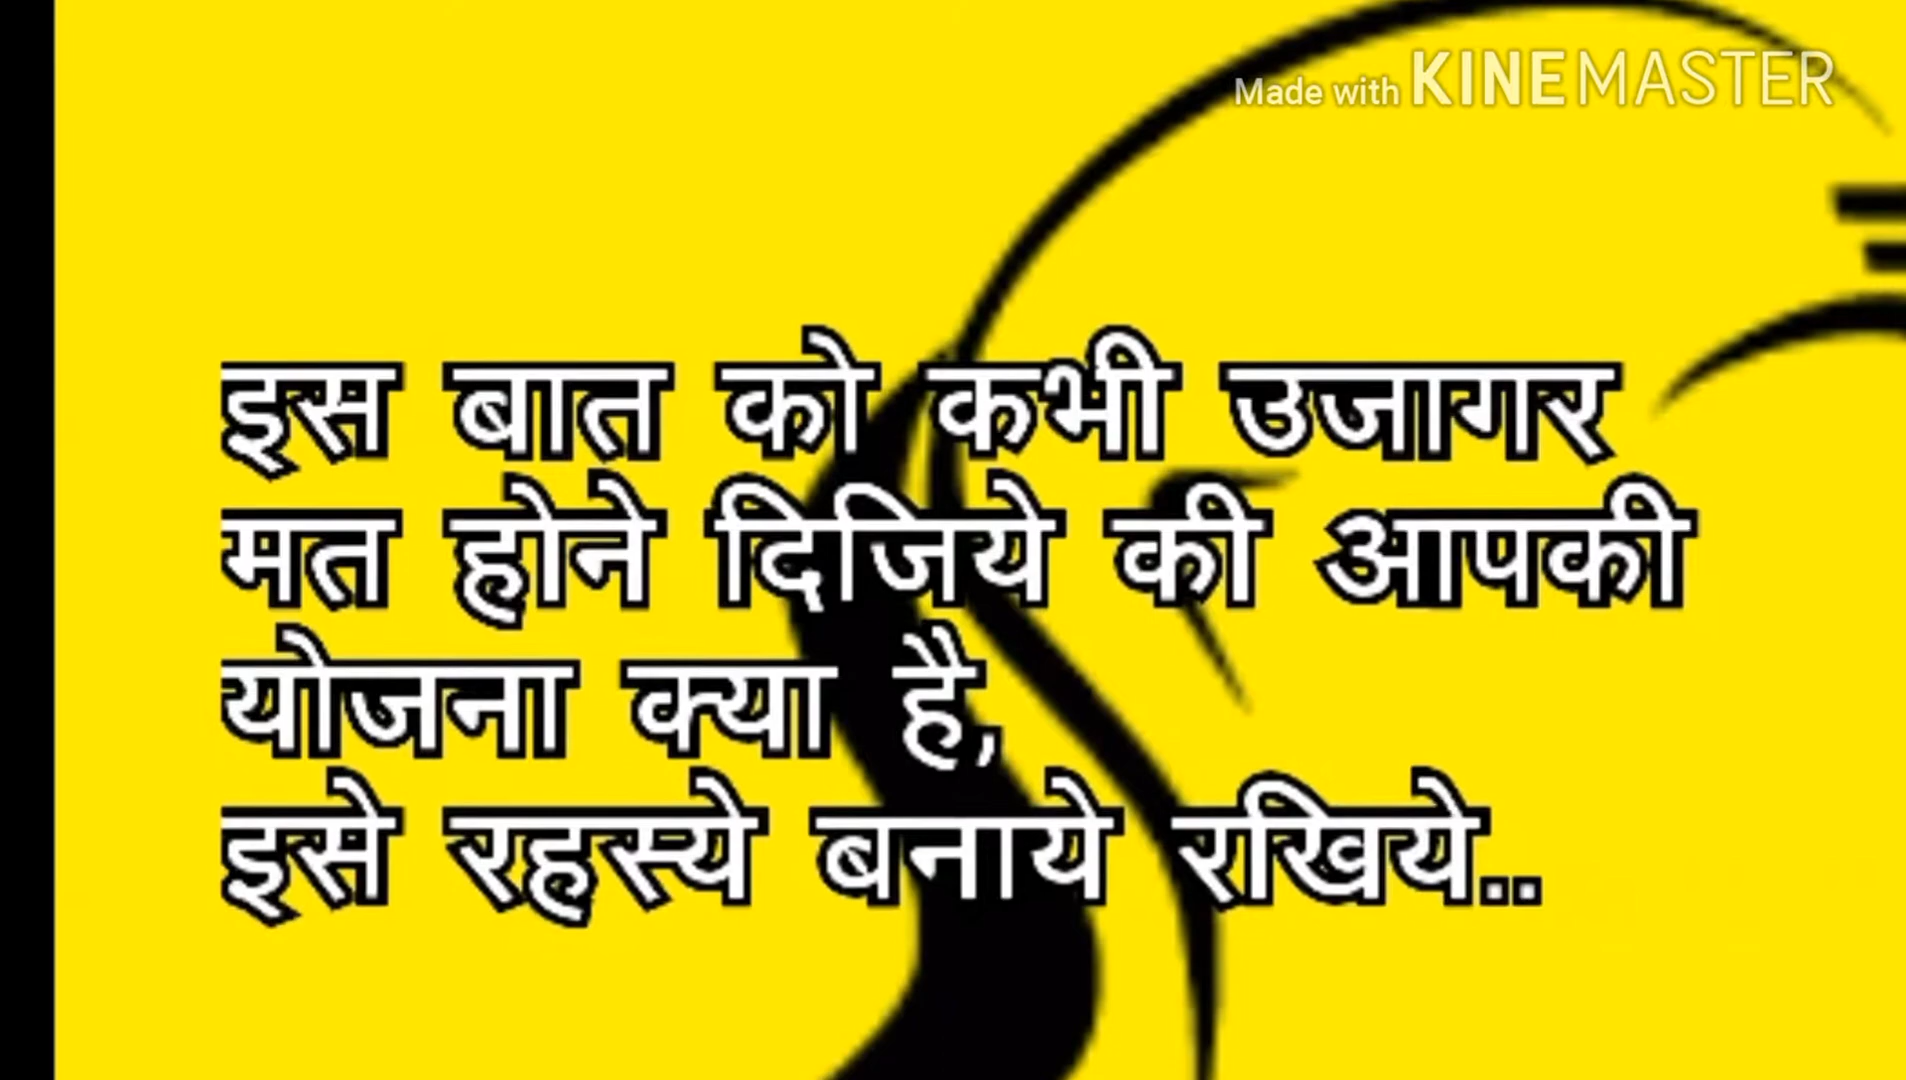 Made with KINEMASTER
इस बात को कभी उजागर
मत होने दिजिये की आपकी
योजना क्या है,
इसे रहस्ये बनाये रखिये..